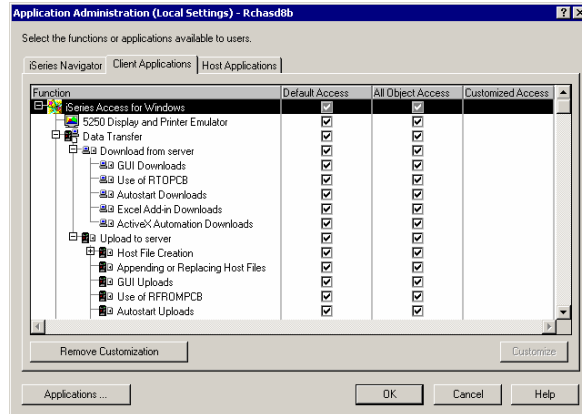 Application Administration (Local Settings) - Rchasd8b
Select the functions or applications available to users.
iSeries Navigator Client Applications Host Applications
Function Default Access All Object Access Customized Access
iSeries Access for Windows
5250 Display and Printer Emulator
Data Transfer
Download from server
GUI Downloads
Use of RTOPCB
Autostart Downloads
Excel Add-in Downloads
ActiveX Automation Downloads
Upload to server
Host File Creation
Appending or Replacing Host Files
GUI Uploads
Use of RFROMPCB
Autostart Uploads
Remove Customization Customize
Applications ... OK Cancel Help